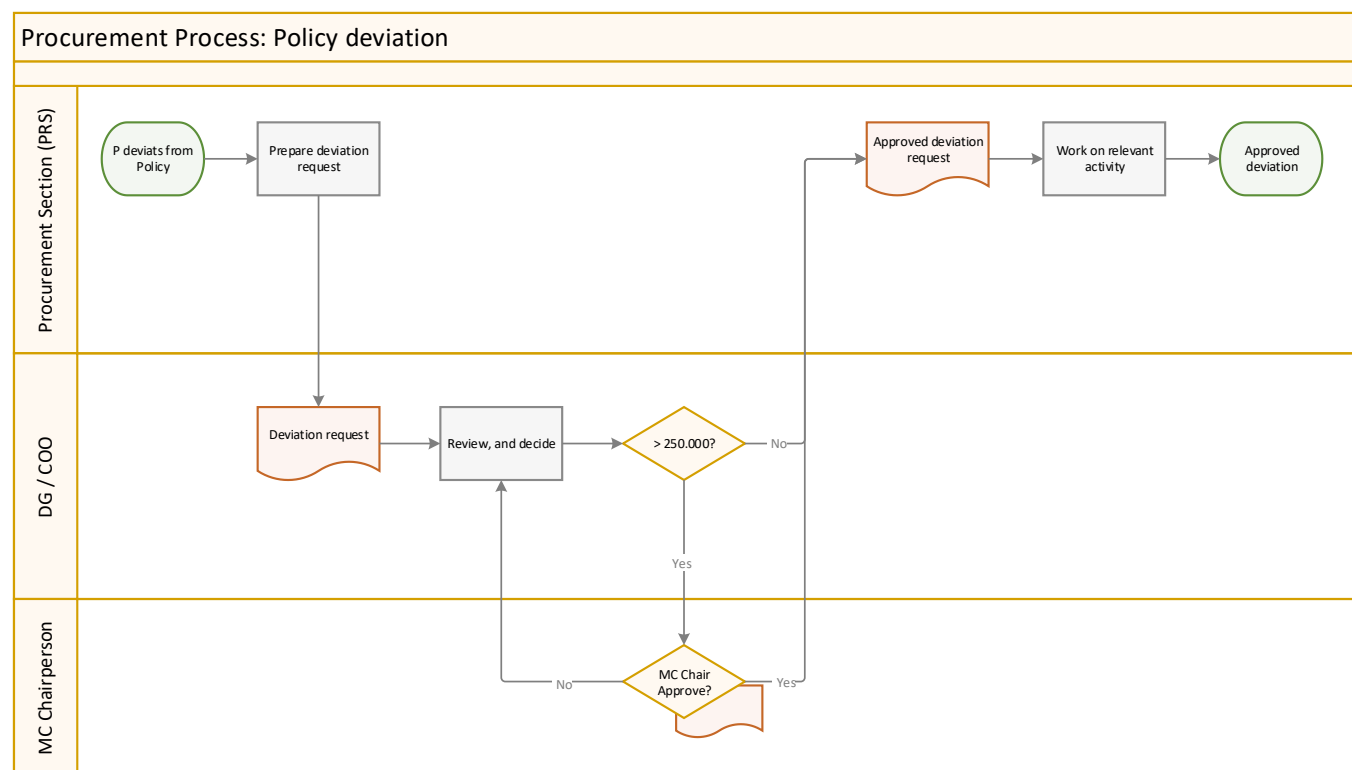 Procurement Process: Policy deviation
Procurement Section (PRS)
P deviats from
Policy
Prepare deviation
request
Approved deviation
request
Work on relevant
activity
Approved
deviation
DG / COO
Deviation request
Review, and decide
> 250.000?
No
Yes
MC Chairperson
No
MC Chair
Approve?
Yes